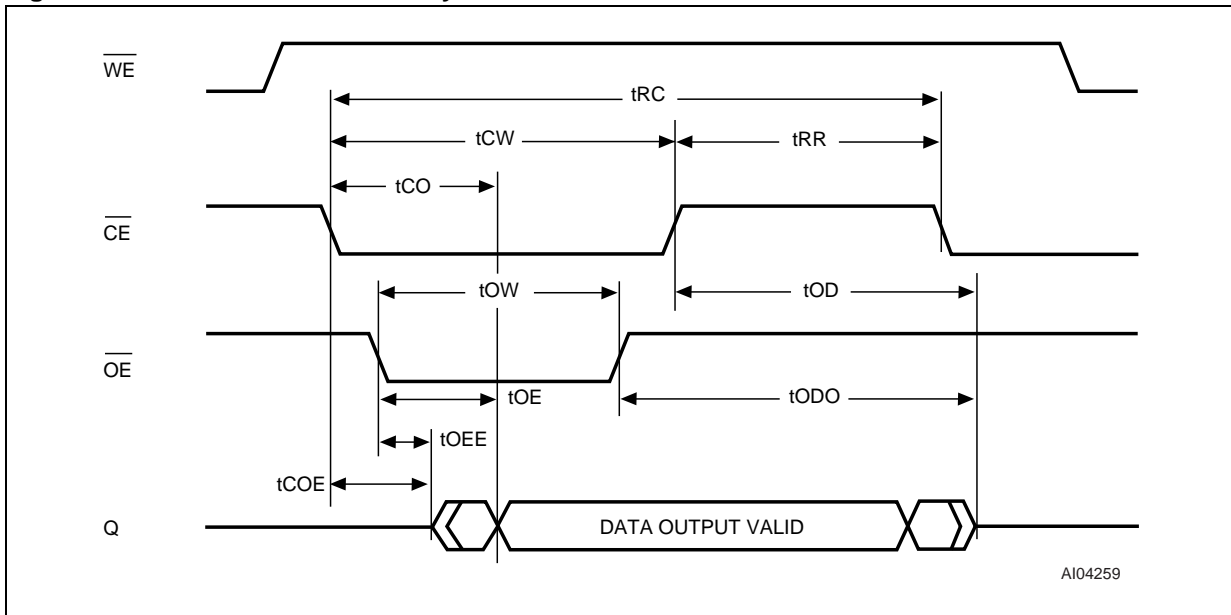 WE
tRC
tCW
tRR
tCO
CE
tOW
tOD
OE
tOE
tODO
tOEE
tCOE
Q
DATA OUTPUT VALID
AI04259